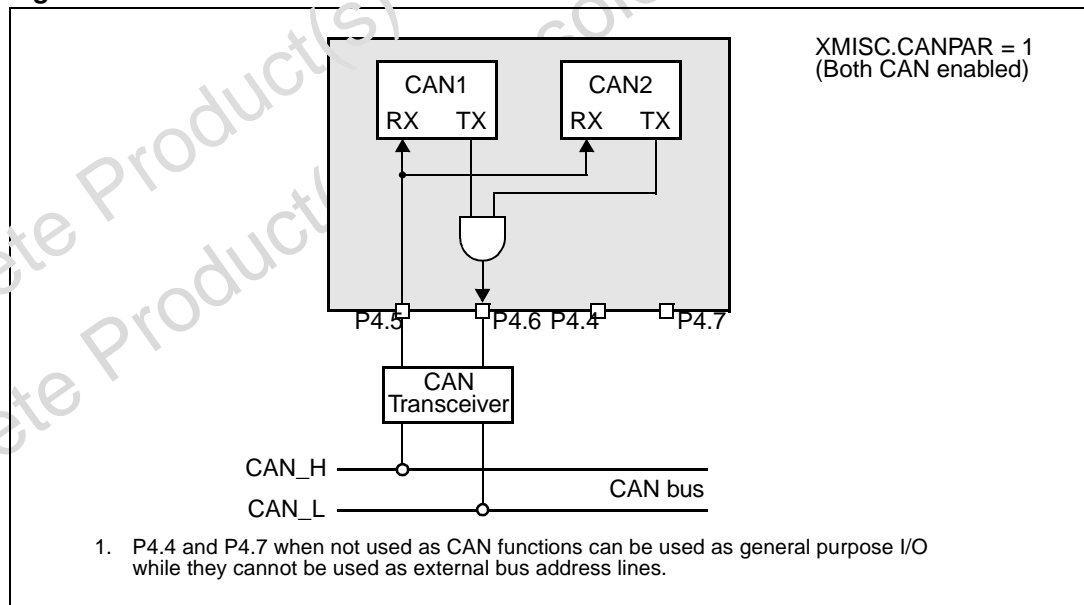 XMISC.CANPAR = 1
(Both CAN enabled)
CAN1
RX TX
CAN2
RX TX
P4.5 P4.6 P4.4 P4.7
CAN
Transceiver
CAN_H
CAN bus
CAN_L
1. P4.4 and P4.7 when not used as CAN functions can be used as general purpose I/O
while they cannot be used as external bus address lines.
Product(s)
Product(